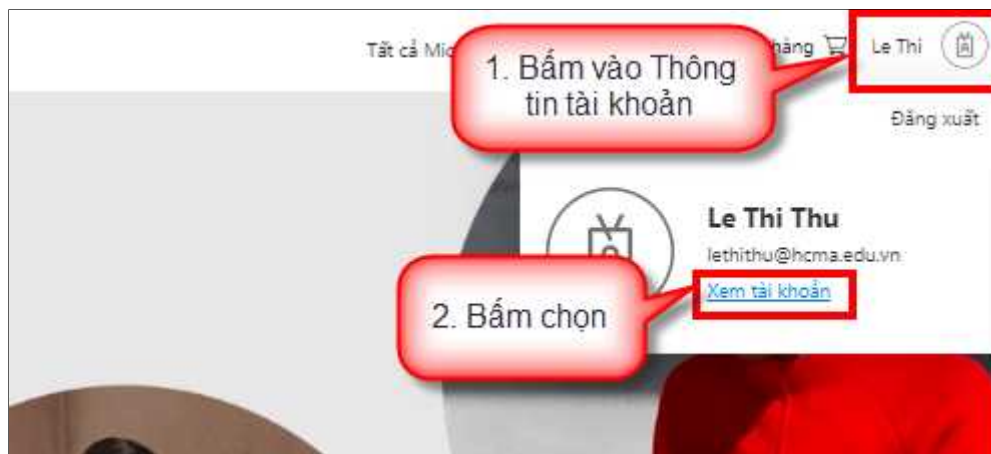 Tất cả
hàng
Le Thi
1. Bấm vào Thông
tin tài khoản
Đăng xuất
Le Thi Thu
lethithu@hcma.edu.vn
Xem tài khoản
2. Bấm chọn